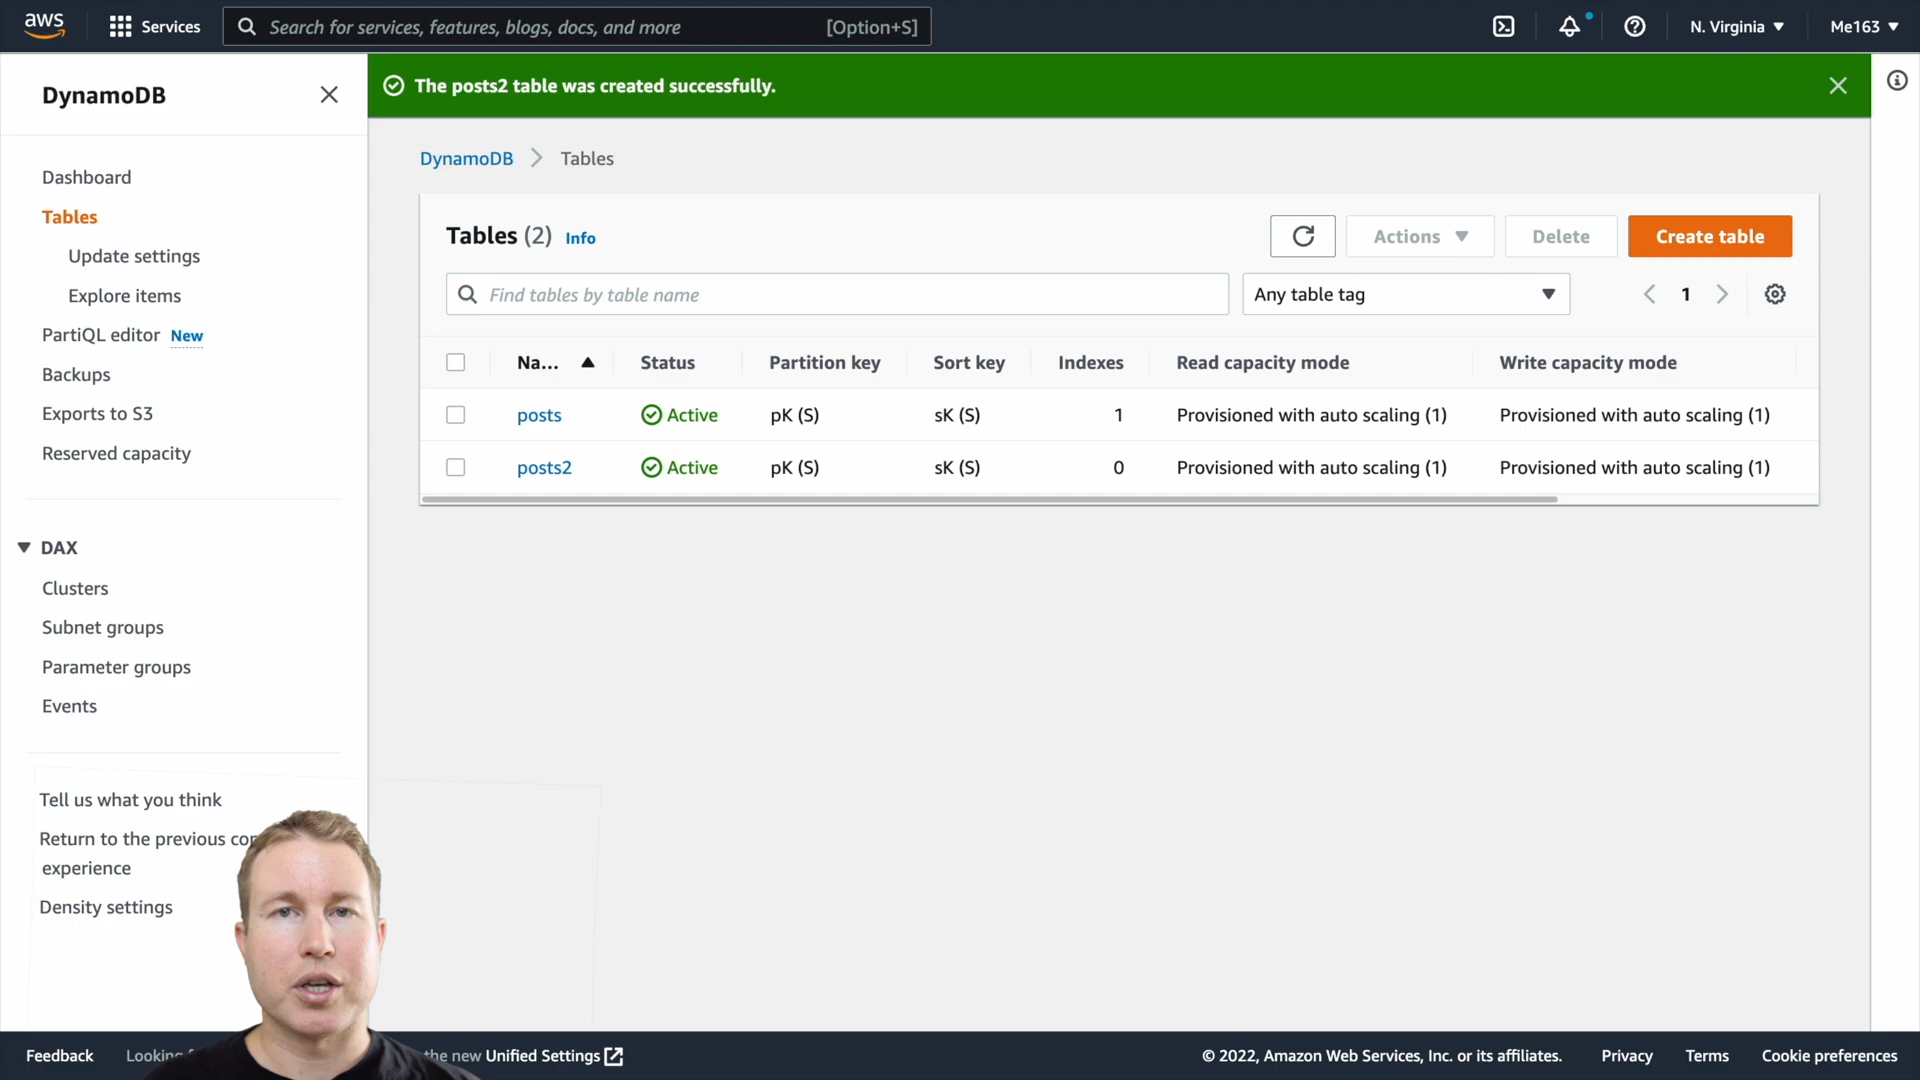 aws
Services
Search for services, features, blogs, docs, and more
[Option+S]
N. Virginia
Me163
DynamoDB
The posts2 table was created successfully.
Dashboard
Tables
Update settings
Explore items
PartiQL editor New
Backups
Exports to S3
Reserved capacity
DAX
Clusters
Subnet groups
Parameter groups
Events
Tell us what you think
Return to the previous
experience
Density settings
DynamoDB Tables
Tables (2) Info
Actions
Delete
Create table
Find tables by table name
Any table tag
1
Na... Status Partition key Sort key Indexes Read capacity mode Write capacity mode
posts Active pK (S) sK (S) 1 Provisioned with auto scaling (1) Provisioned with auto scaling (1)
posts2 Active pK (S) sK (S) 0 Provisioned with auto scaling (1) Provisioned with auto scaling (1)
Feedback
Looking
the new Unified Settings
© 2022, Amazon Web Services, Inc. or its affiliates.
Privacy
Terms
Cookie preferences